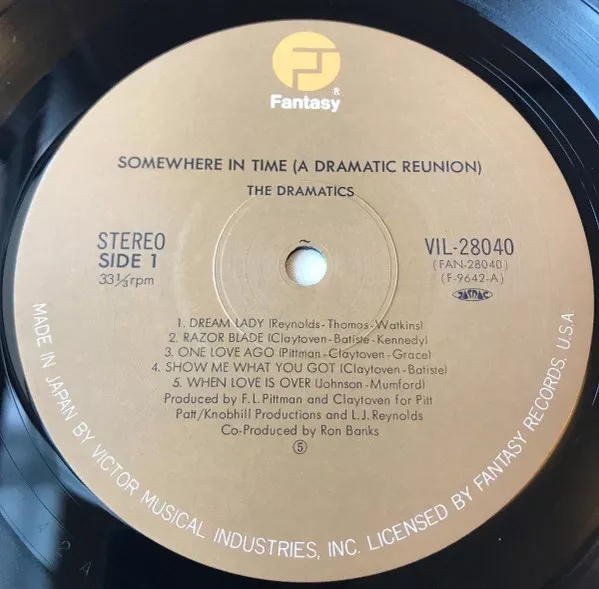 Fantasy®
SOMEWHERE IN TIME (A DRAMATIC REUNION)
THE DRAMATICS
STEREO
SIDE 1
33⅓rpm
VIL-28040
(FAN-28040)
(F-9642-A)
JASRAC
1. DREAM LADY (Reynolds-Thomas-Watkins)
2. RAZOR BLADE (Claytoven-Batiste-Kennedy)
3. ONE LOVE AGO (Pittman-Claytoven-Grace)
4. SHOW ME WHAT YOU GOT (Claytoven-Batiste)
5. WHEN LOVE IS OVER (Johnson-Mumford)
Produced by F.L. Pittman and Claytoven for Pitt
Patt/Knobhill Productions and L.J. Reynolds
Co-Produced by Ron Banks
⑤
MADE IN JAPAN BY VICTOR MUSICAL INDUSTRIES, INC. LICENSED BY FANTASY RECORDS. U.S.A.